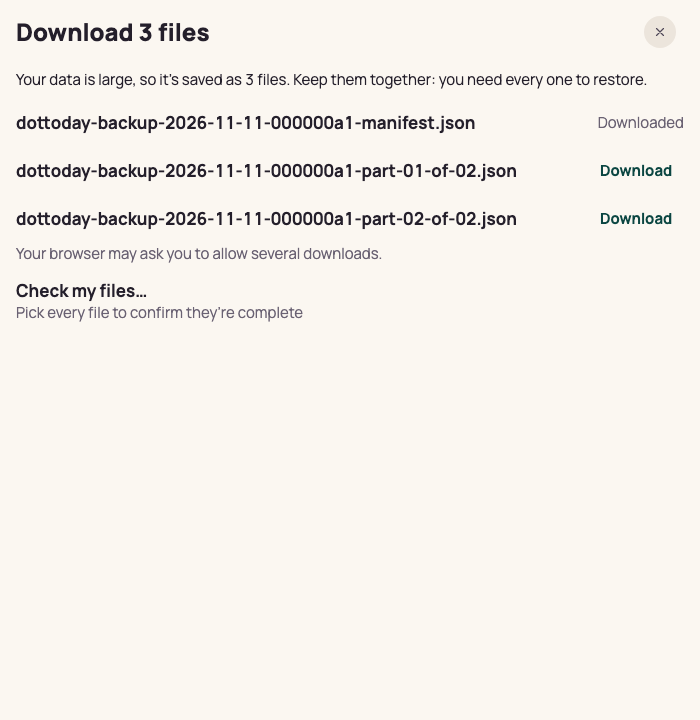 Download 3 files
Your data is large, so it's saved as 3 files. Keep them together: you need every one to restore.
dottoday-backup-2026-11-11-000000a1-manifest.json
Downloaded
dottoday-backup-2026-11-11-000000a1-part-01-of-02.json
Download
dottoday-backup-2026-11-11-000000a1-part-02-of-02.json
Download
Your browser may ask you to allow several downloads.
Check my files…
Pick every file to confirm they're complete